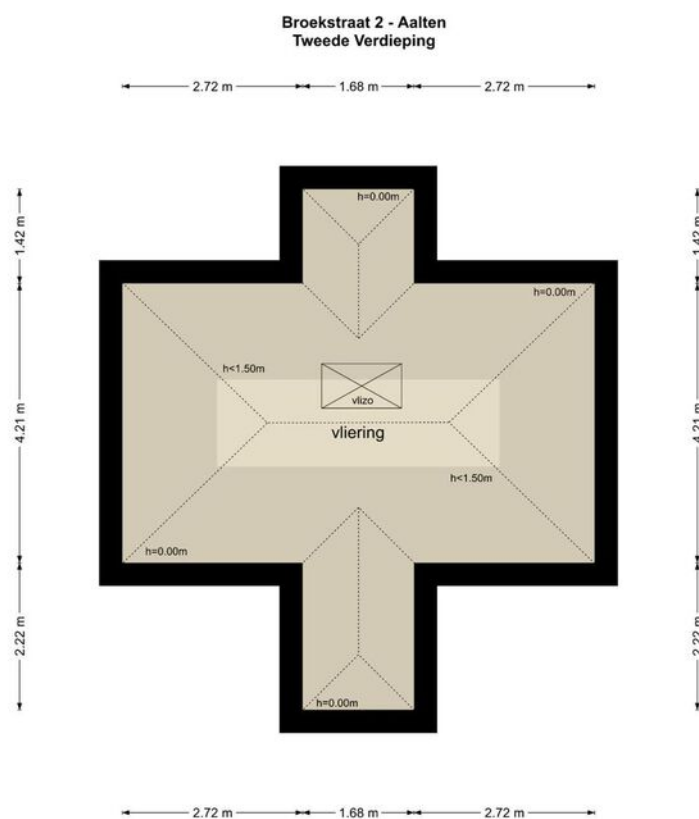 Broekstraat 2 - Aalten
Tweede Verdieping
2.72 m 1.68 m 2.72 m
h=0.00m
1.42 m 1.42 m
h=0.00m
h<1.50m
vlizo
4.21 m 4.21 m
vliering
h<1.50m
h=0.00m
2.22 m 2.22 m
h=0.00m
2.72 m 1.68 m 2.72 m